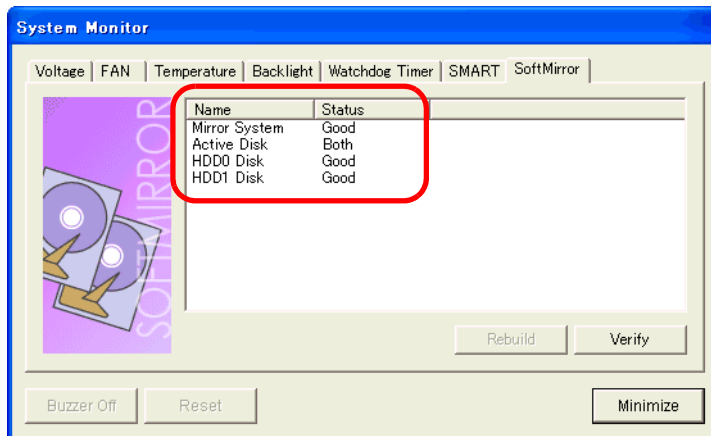 System Monitor
Voltage FAN Temperature Backlight Watchdog Timer SMART SoftMirror
Name Status
Mirror System Good
Active Disk Both
HDD0 Disk Good
HDD1 Disk Good
SOFTMIRROR
Rebuild Verify
Buzzer Off Reset Minimize